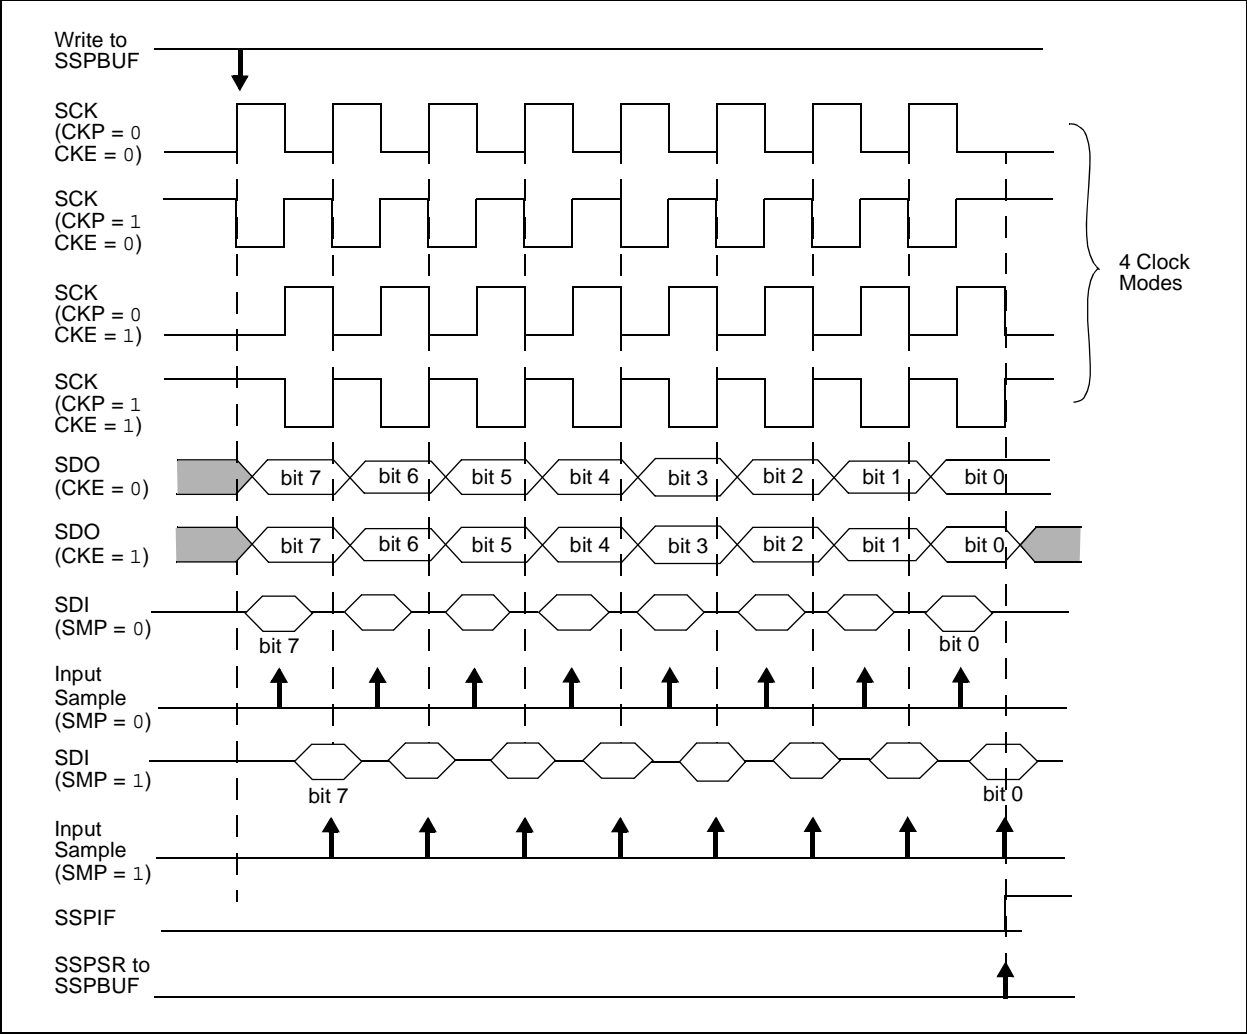 Write to
SSPBUF
SCK
(CKP = 0
CKE = 0)
SCK
(CKP = 1
CKE = 0)
SCK
(CKP = 0
CKE = 1)
SCK
(CKP = 1
CKE = 1)
4 Clock
Modes
SDO
(CKE = 0)
bit 7 bit 6 bit 5 bit 4 bit 3 bit 2 bit 1 bit 0
SDO
(CKE = 1)
bit 7 bit 6 bit 5 bit 4 bit 3 bit 2 bit 1 bit 0
SDI
(SMP = 0)
bit 7 bit 0
Input
Sample
(SMP = 0)
SDI
(SMP = 1)
bit 7 bit 0
Input
Sample
(SMP = 1)
SSPIF
SSPSR to
SSPBUF